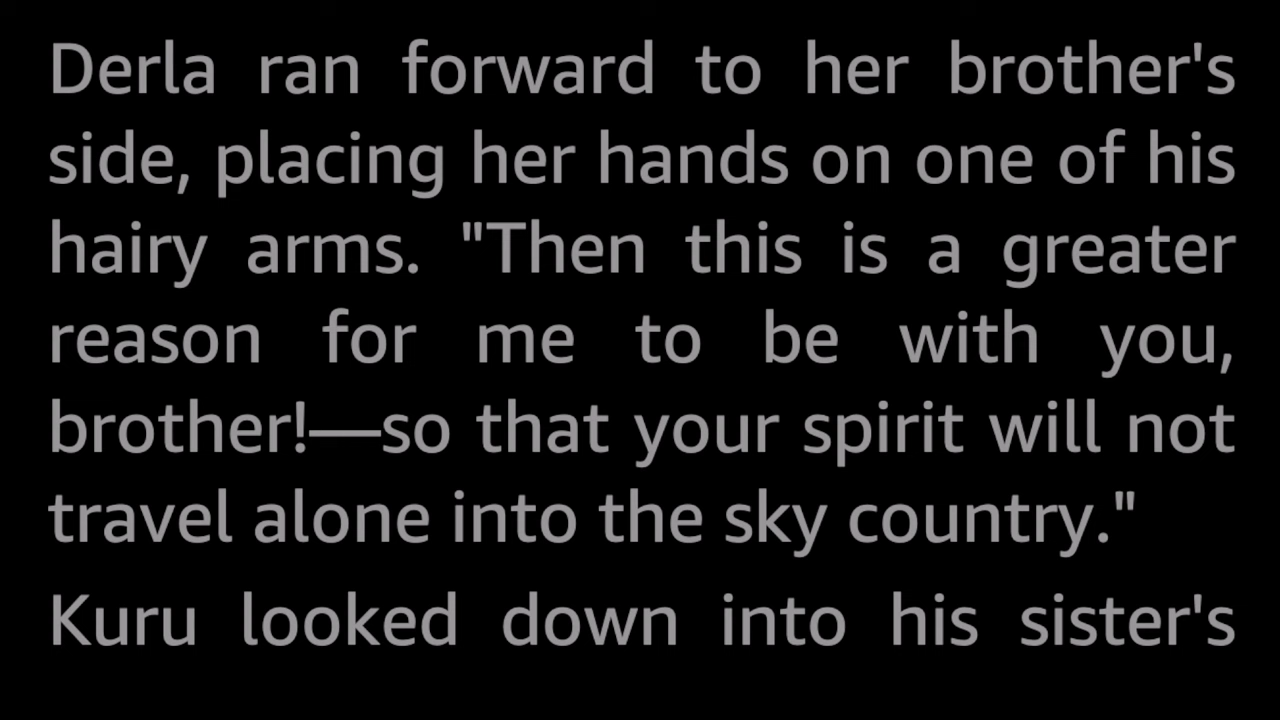 Derla ran forward to her brother's
side, placing her hands on one of his
hairy arms. "Then this is a greater
reason for me to be with you,
brother!—so that your spirit will not
travel alone into the sky country."
Kuru looked down into his sister's